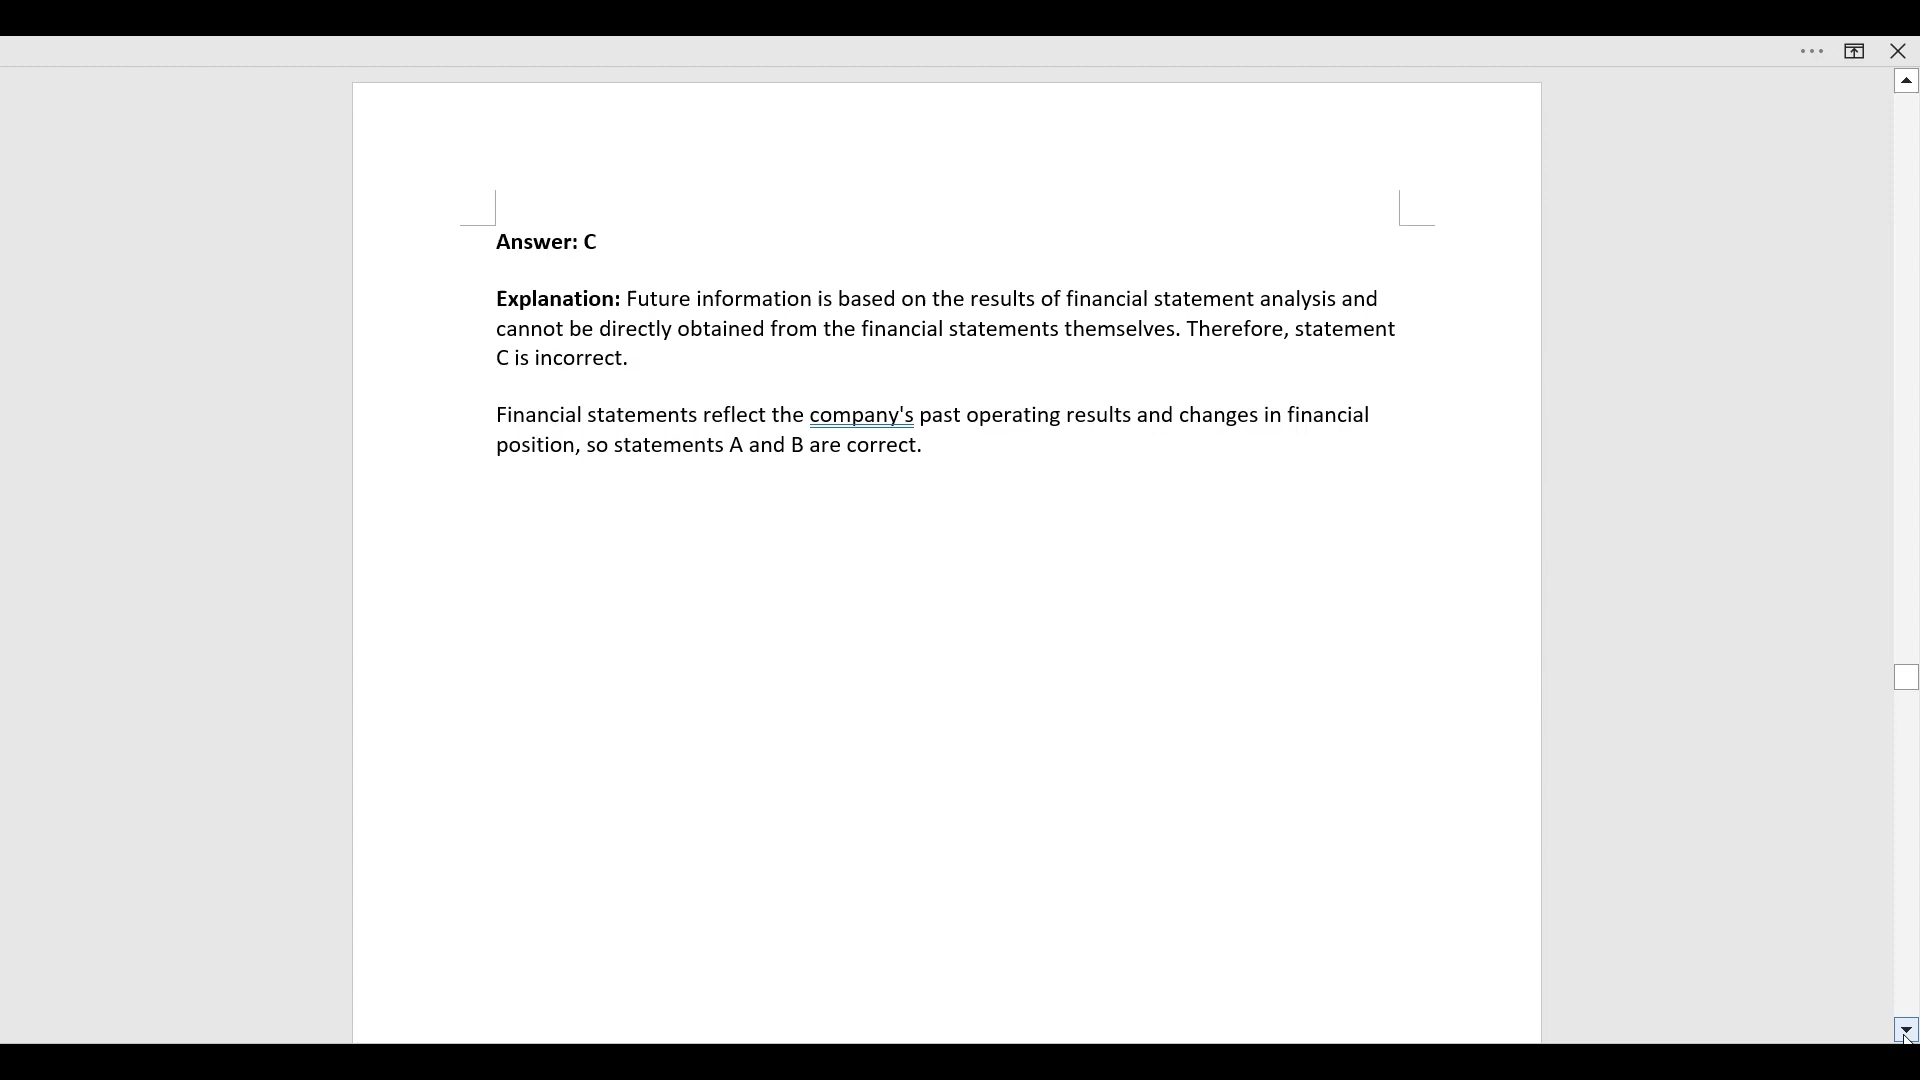 Answer: C
Explanation: Future information is based on the results of financial statement analysis and
cannot be directly obtained from the financial statements themselves. Therefore, statement
C is incorrect.
Financial statements reflect the company's past operating results and changes in financial
position, so statements A and B are correct.